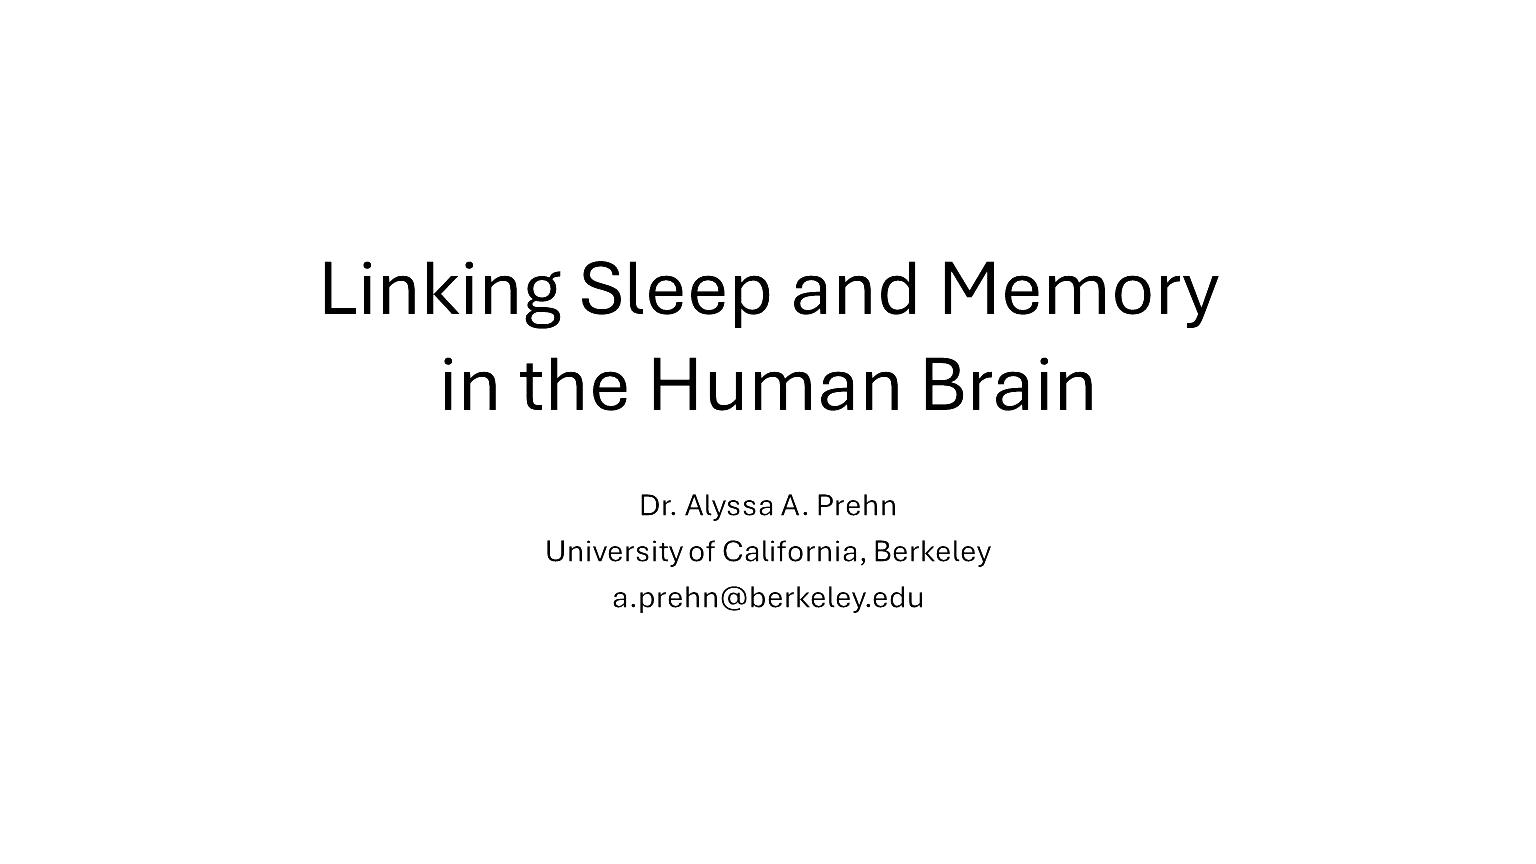 Linking Sleep and Memory
in the Human Brain
Dr. Alyssa A. Prehn
University of California, Berkeley
a.prehn@berkeley.edu